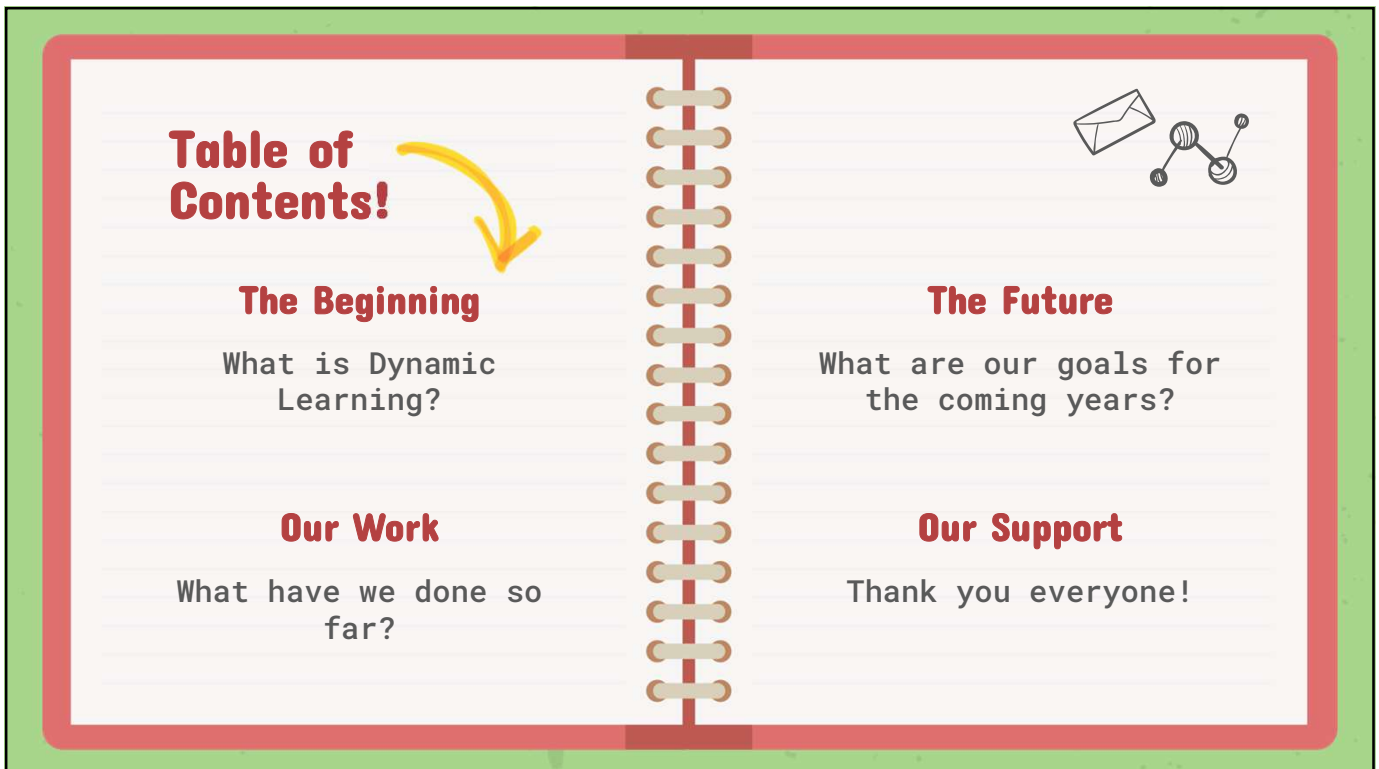 Table of
Contents!
The Beginning
What is Dynamic
Learning?
Our Work
What have we done so
far?
The Future
What are our goals for
the coming years?
Our Support
Thank you everyone!